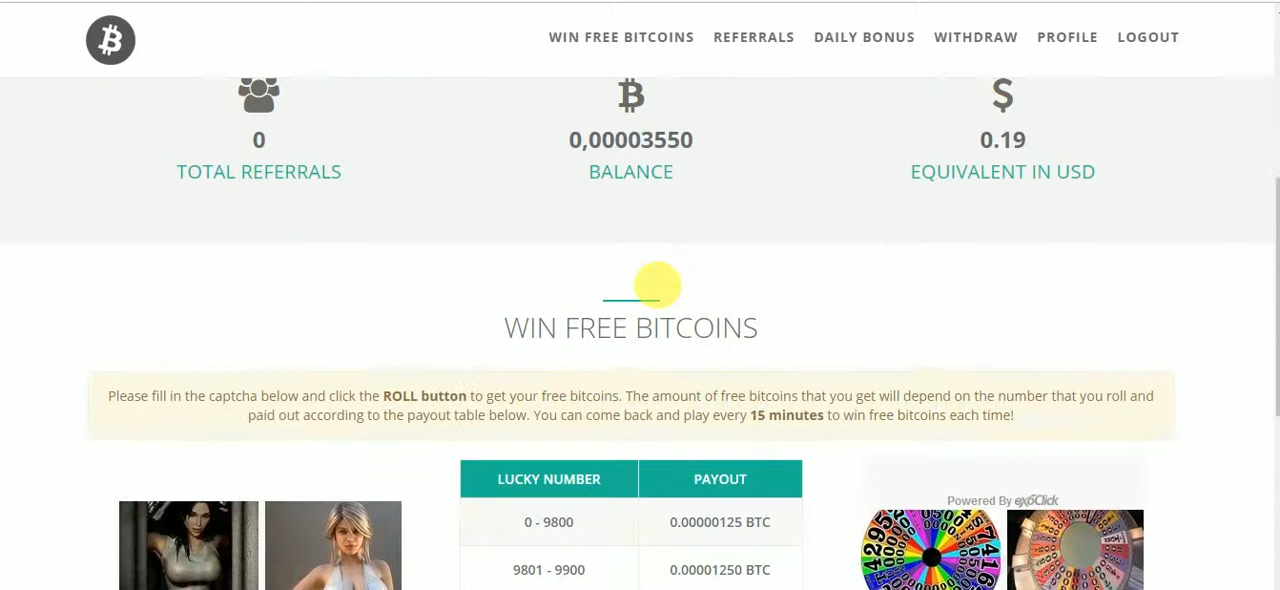 WIN FREE BITCOINS REFERRALS DAILY BONUS WITHDRAW PROFILE LOGOUT
0 0,00003550 0.19
TOTAL REFERRALS BALANCE EQUIVALENT IN USD
WIN FREE BITCOINS
Please fill in the captcha below and click the ROLL button to get your free bitcoins. The amount of free bitcoins that you get will depend on the number that you roll and
paid out according to the payout table below. You can come back and play every 15 minutes to win free bitcoins each time!
LUCKY NUMBER PAYOUT
Powered By exoClick
0 - 9800 0.00000125 BTC
9801 - 9900 0.00001250 BTC